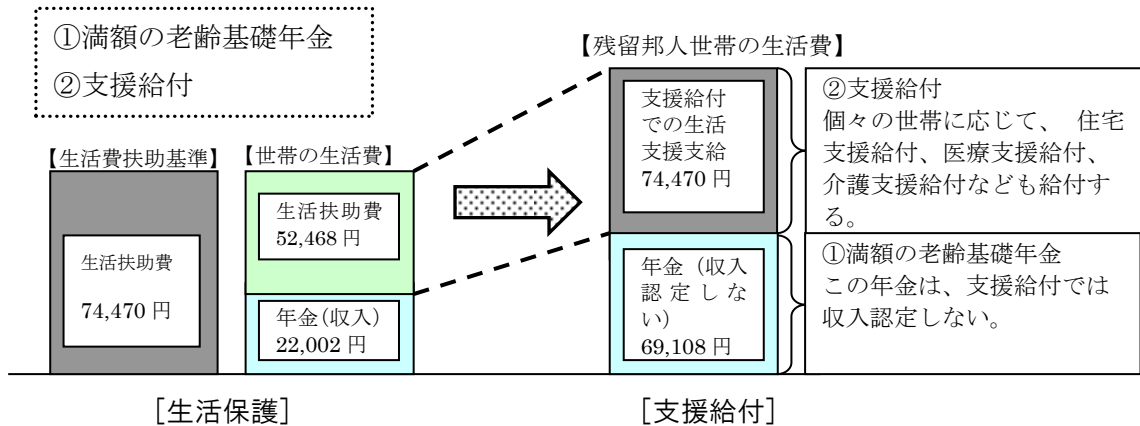 ①満額の老齢基礎年金
②支援給付
【生活費扶助基準】
生活扶助費
74,470 円
【世帯の生活費】
生活扶助費
52,468 円
年金(収入)
22,002 円
[生活保護]
【残留邦人世帯の生活費】
支援給付
での生活
支援支給
74,470 円
年金（収入
認定しな
い）
69,108 円
[支援給付]
②支援給付
個々の世帯に応じて、 住宅
支援給付、医療支援給付、
介護支援給付なども給付す
る。
①満額の老齢基礎年金
この年金は、支援給付では
収入認定しない。